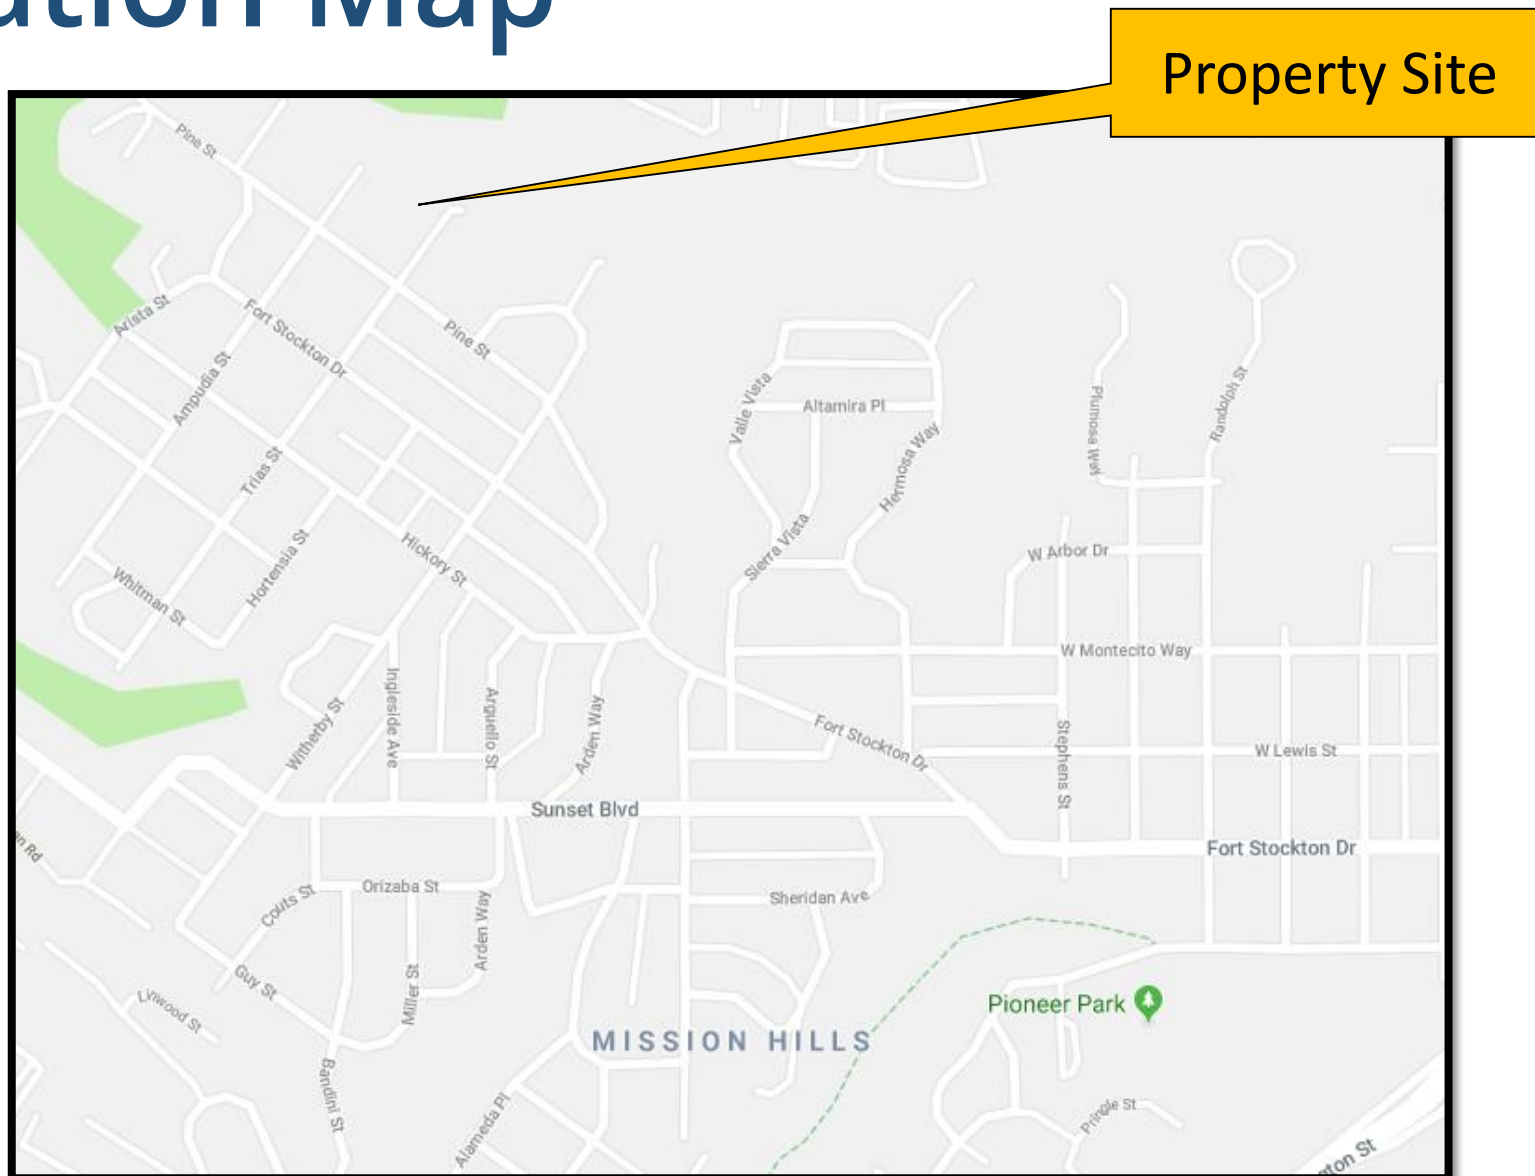 Map
Property Site
Pine St
Arista St
Fort Stockton Dr
Pine St
Ampudia St
Trias St
Hortensia St
Whitman St
Hickory St
Valle Vista
Altamira Pl
Hermosa Way
Sierra Vista
Plumosa Way
Randolph St
W Arbor Dr
W Montecito Way
Witherby St
Ingleside Ave
Arguello St
Arden Way
Fort Stockton Dr
Stephens St
W Lewis St
Sunset Blvd
Fort Stockton Dr
Rd
Couts St
Orizaba St
Arden Way
Sheridan Ave
Guy St
Miller St
Lynwood St
MISSION HILLS
Pioneer Park
Bandini St
Alameda Pl
Pringle St
St